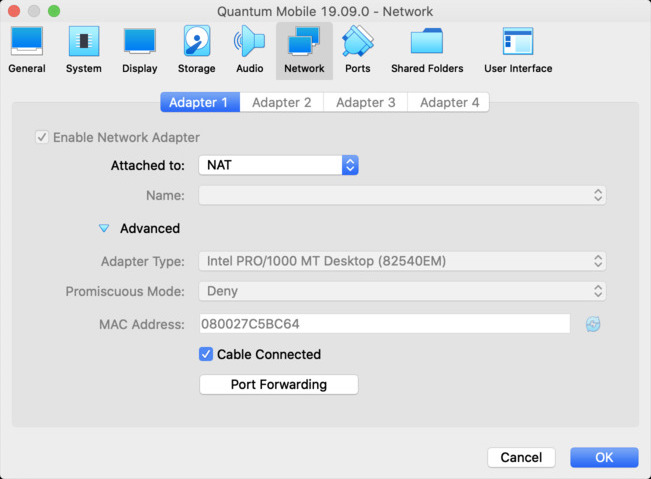 Quantum Mobile 19.09.0 - Network
General System Display Storage Audio Network Ports Shared Folders User Interface
Adapter 1 Adapter 2 Adapter 3 Adapter 4
Enable Network Adapter
Attached to: NAT
Name:
Advanced
Adapter Type: Intel PRO/1000 MT Desktop (82540EM)
Promiscuous Mode: Deny
MAC Address: 080027C5BC64
Cable Connected
Port Forwarding
Cancel OK